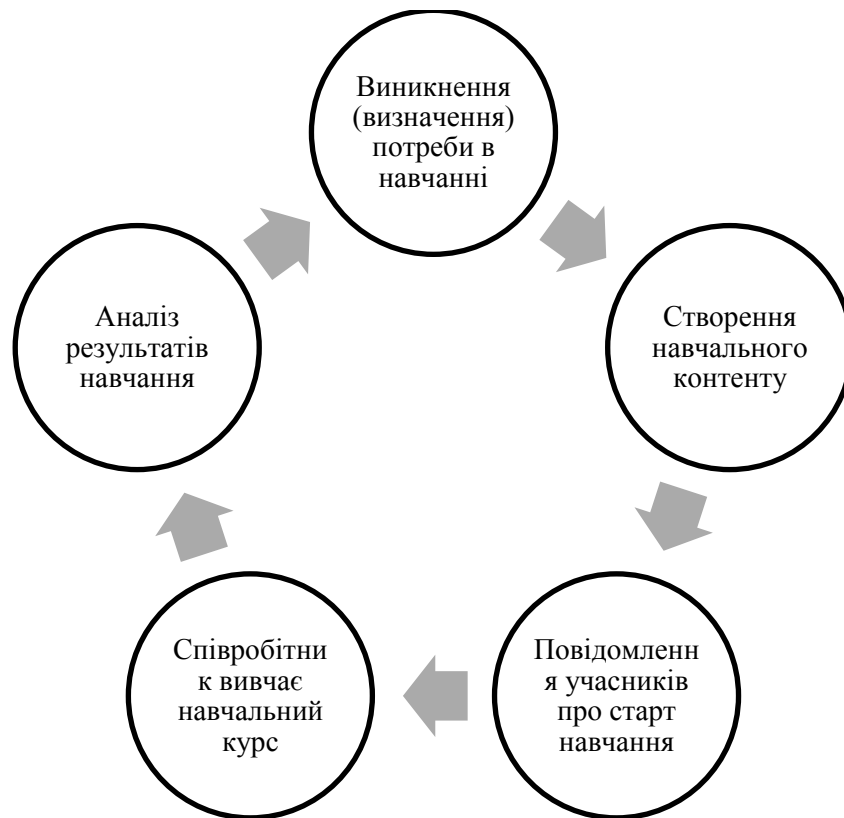 Виникнення
(визначення)
потреби в
навчанні
Створення
навчального
контенту
Повідомленн
я учасників
про старт
навчання
Співробітни
к вивчає
навчальний
курс
Аналіз
результатів
навчання